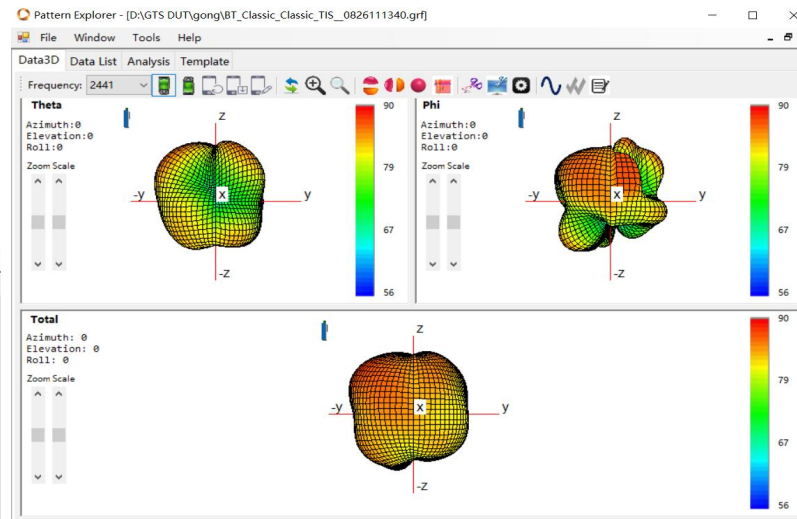 Pattern Explorer - [D:\GTS DUT\gong\BT_Classic_Classic_TIS__0826111340.grf]
File Window Tools Help
Data3D Data List Analysis Template
Frequency: 2441
Theta
Azimuth:0
Elevation:0
Roll:0
Zoom Scale
Z
-y
X
y
-Z
90
79
67
56
Phi
Azimuth:0
Elevation:0
Roll:0
Zoom Scale
Z
-y
X
y
-Z
90
79
67
56
Total
Azimuth: 0
Elevation: 0
Roll: 0
Zoom Scale
Z
-y
X
y
-Z
90
79
67
56